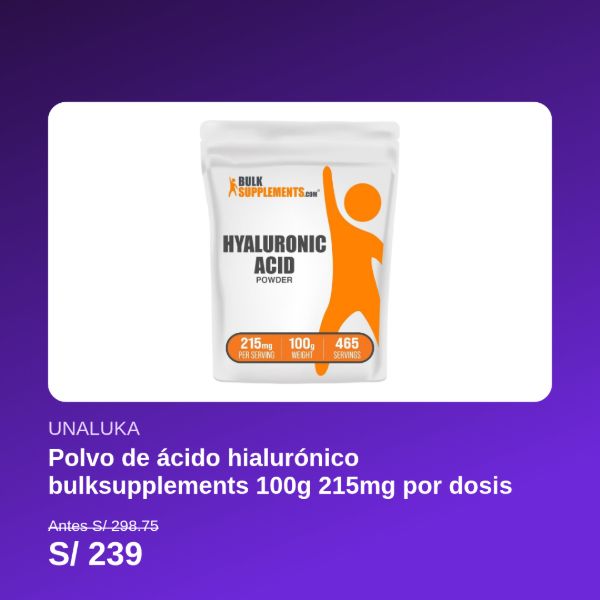 BULK
SUPPLEMENTS.COM®
HYALURONIC
ACID
POWDER
215mg 100g 465
PER SERVING WEIGHT SERVINGS
UNALUKA
Polvo de ácido hialurónico
bulksupplements 100g 215mg por dosis
Antes S/ 298.75
S/ 239